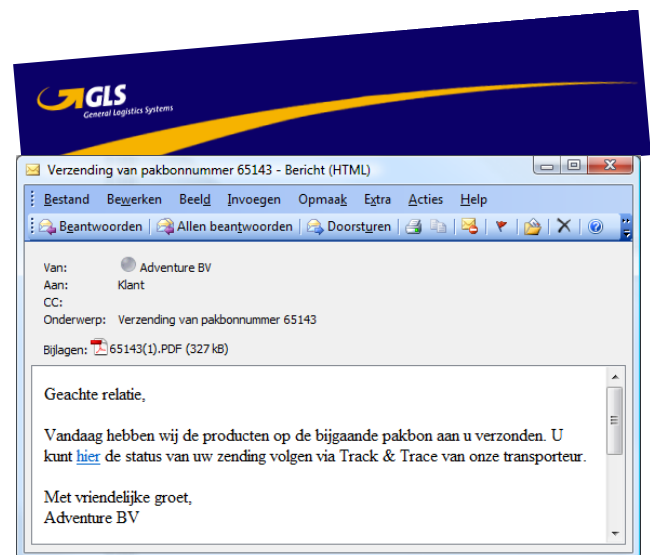 GLS
General Logistics Systems
Verzending van pakbonnummer 65143 - Bericht (HTML)
Bestand Bewerken Beeld Invoegen Opmaak Extra Acties Help
Beantwoorden Allen beantwoorden Doorsturen
Van: Adventure BV
Aan: Klant
CC:
Onderwerp: Verzending van pakbonnummer 65143
Bijlagen: 65143(1).PDF (327 kB)
Geachte relatie,
Vandaag hebben wij de producten op de bijgaande pakbon aan u verzonden. U
kunt hier de status van uw zending volgen via Track & Trace van onze transporteur.
Met vriendelijke groet,
Adventure BV